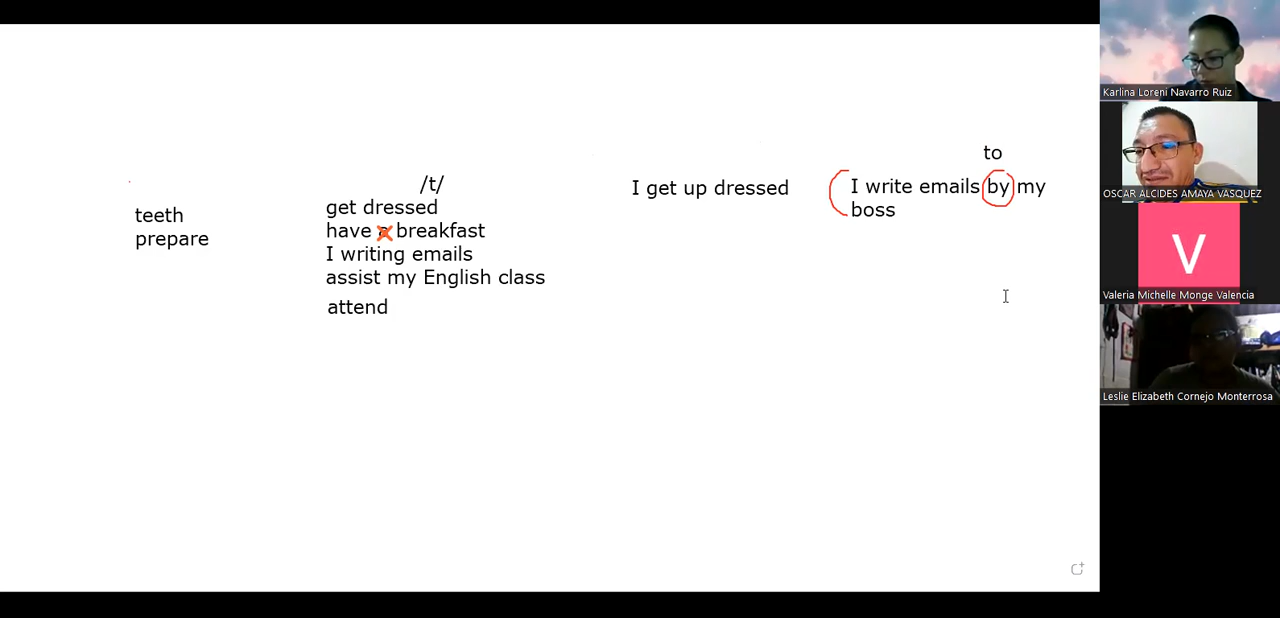 teeth
prepare
/t/
get dressed
have a breakfast
I writing emails
assist my English class
attend
I get up dressed
to
I write emails by my
boss
Karlina Loreni Navarro Ruiz
OSCAR ALCIDES AMAYA VASQUEZ
V
Valeria Michelle Monge Valencia
Leslie Elizabeth Cornejo Monterrosa